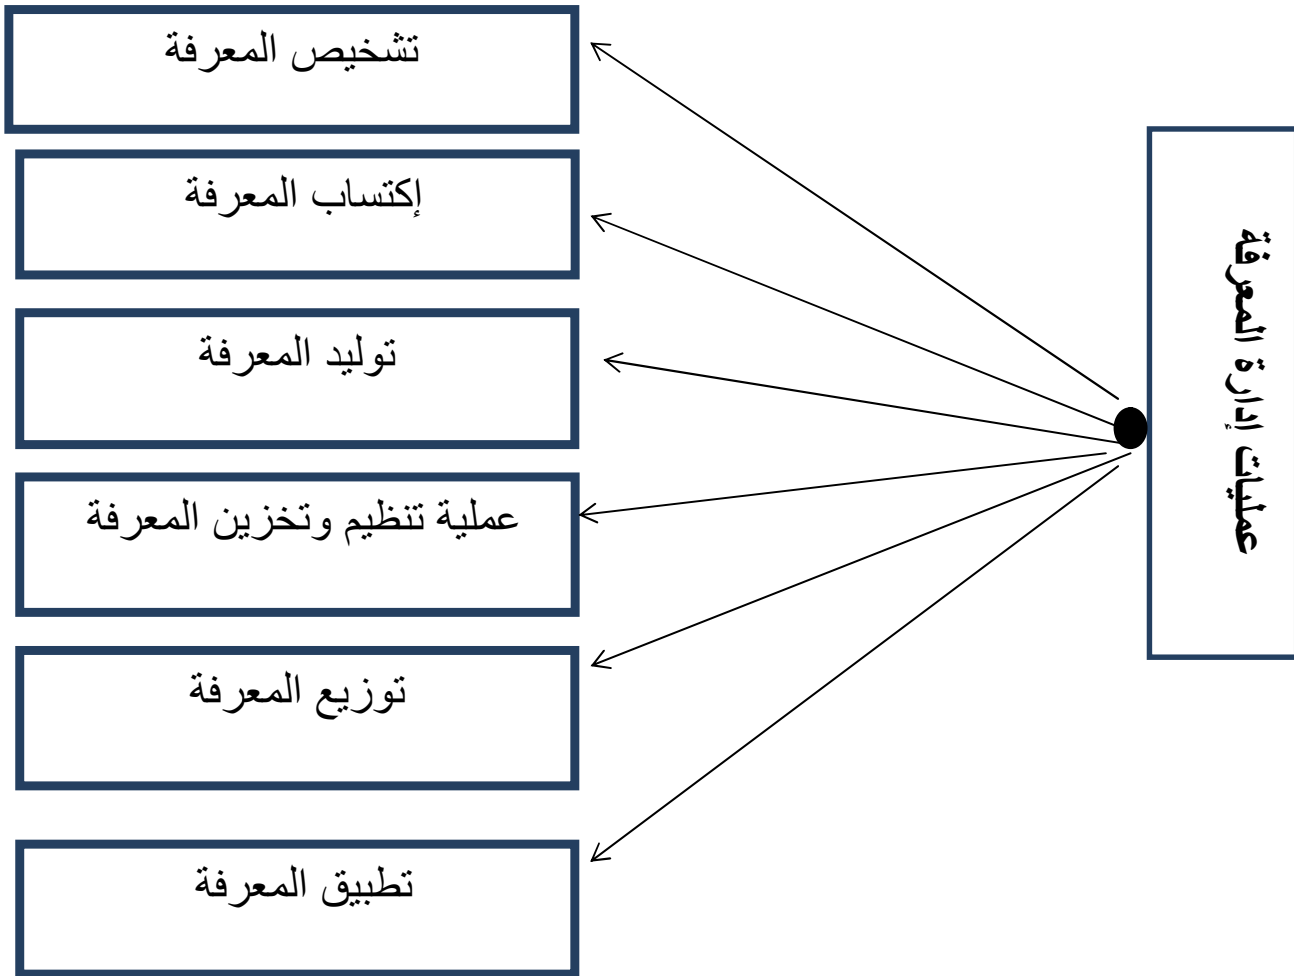 عمليات إدارة المعرفة
تشخيص المعرفة
إكتساب المعرفة
توليد المعرفة
عملية تنظيم وتخزين المعرفة
توزيع المعرفة
تطبيق المعرفة